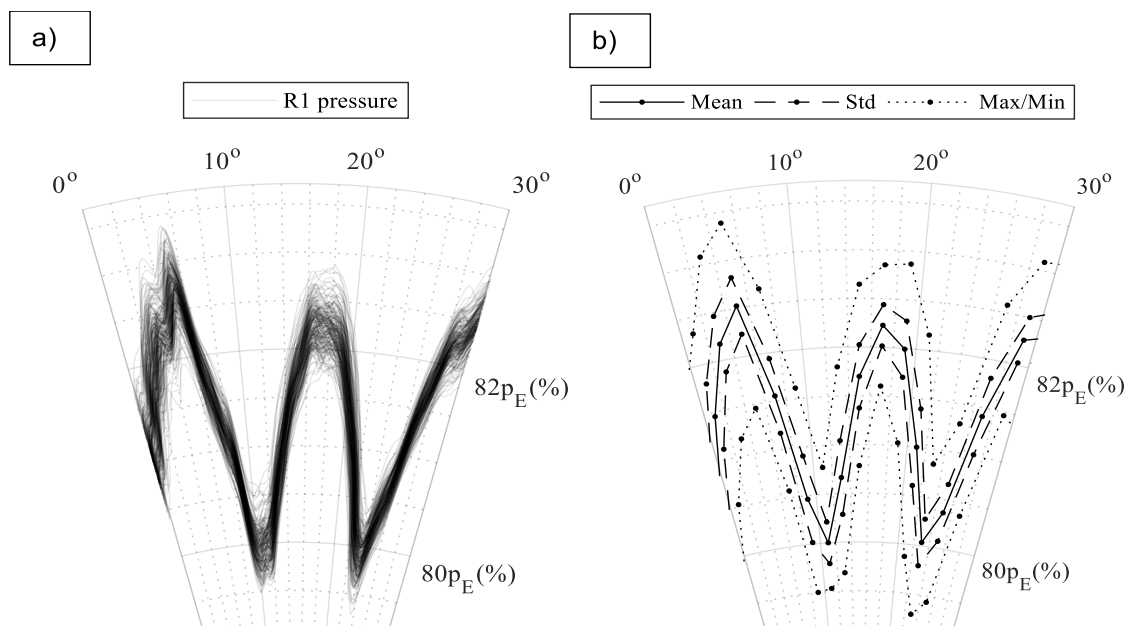 a)
b)
R1 pressure
Mean Std Max/Min
0° 10° 20° 30°
0° 10° 20° 30°
82p_E(%)
82p_E(%)
80p_E(%)
80p_E(%)